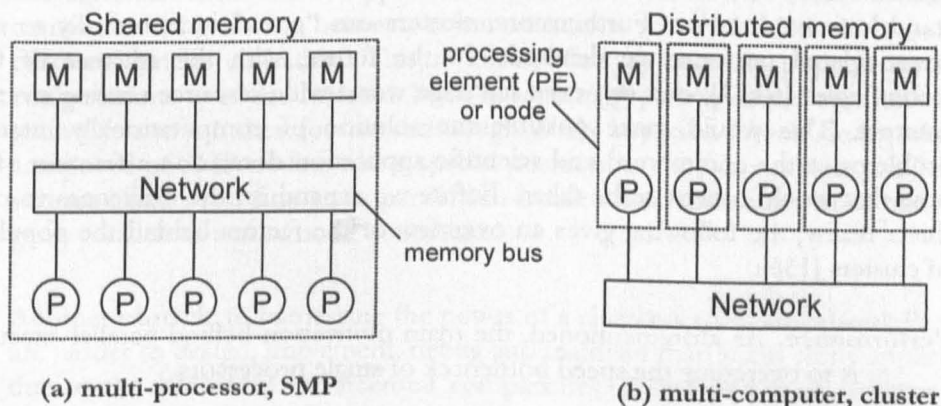 Shared memory
M M M M M
Network
P P P P P
(a) multi-processor, SMP
processing
element (PE)
or node
memory bus
Distributed memory
M M M M M
P P P P P
Network
(b) multi-computer, cluster